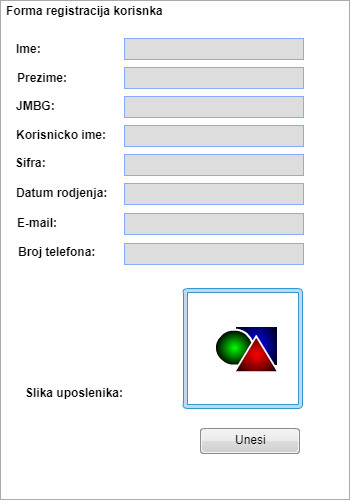 Forma registracija korisnka
Ime:
Prezime:
JMBG:
Korisnicko ime:
Sifra:
Datum rodjenja:
E-mail:
Broj telefona:
Slika uposlenika:
Unesi